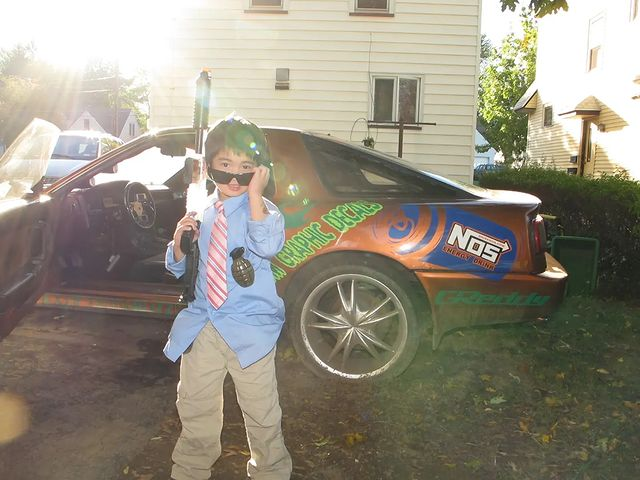 GRAPHIC DECALS
NOS
ENERGY DRINK
GReddy